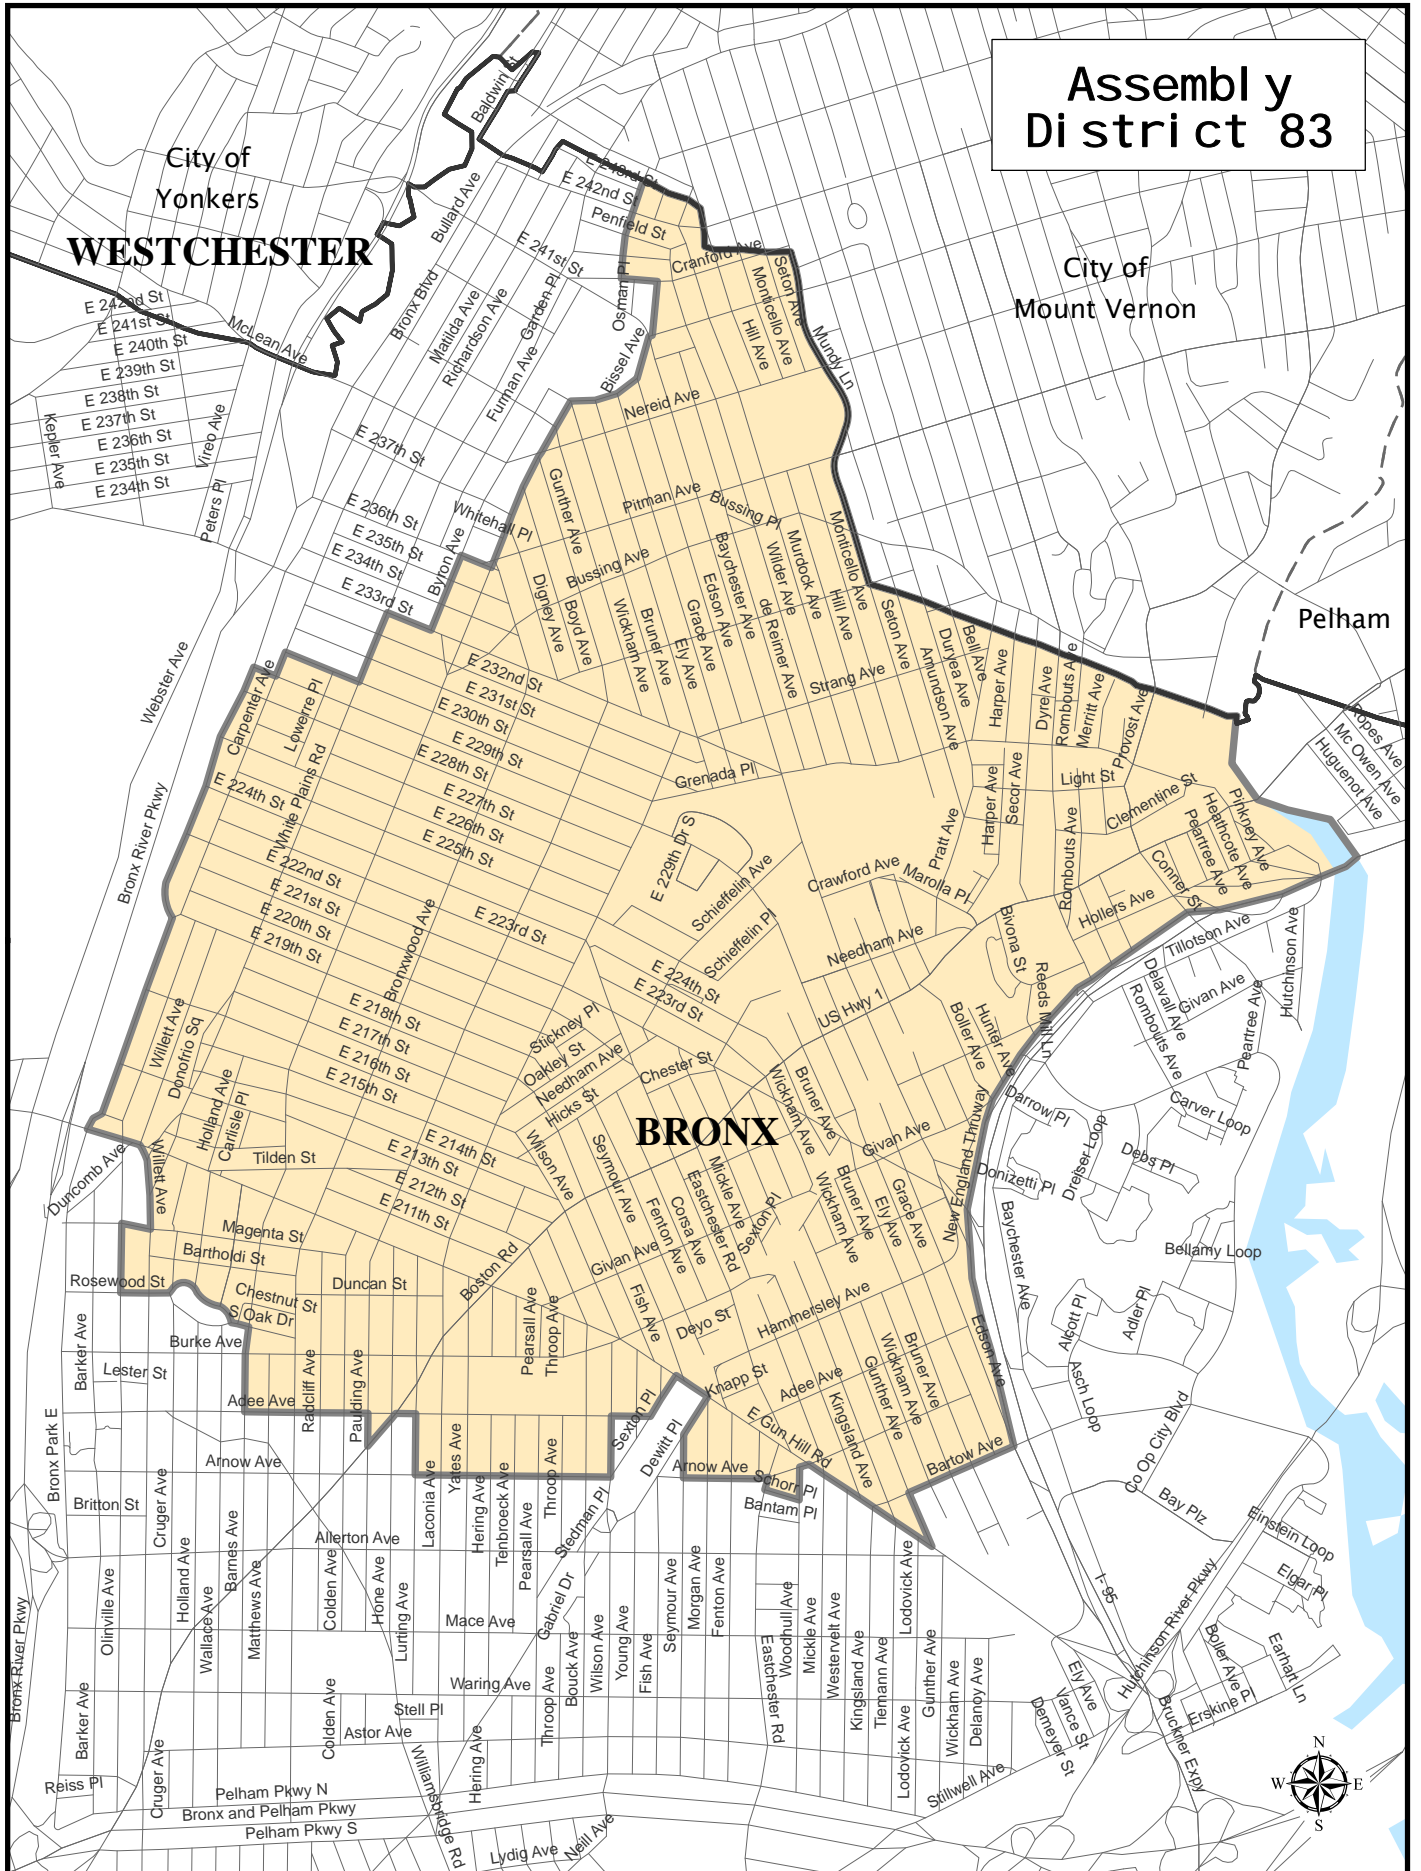 Assembly
District 83
City of
Yonkers
WESTCHESTER
City of
Mount Vernon
Pelham
BRONX
Baldwin St
E 243rd St
E 242nd St
Penfield St
Bullard Ave
E 241st St
Cranford Ave
Osman Pl
Seton Ave
Monticello Ave
Hill Ave
Mundy Ln
Bronx Blvd
Matilda Ave
Richardson Ave
Garden Pl
Furman Ave
Bissel Ave
Nereid Ave
E 242nd St
E 241st St
E 240th St
E 239th St
E 238th St
E 237th St
E 236th St
E 235th St
E 234th St
McLean Ave
Kepler Ave
Vireo Ave
Peters Pl
E 237th St
E 236th St
E 235th St
E 234th St
E 233rd St
Whitehall Pl
Byron Ave
Gunther Ave
Pitman Ave
Bussing Pl
Bussing Ave
Digney Ave
Boyd Ave
Wickham Ave
Bruner Ave
Ely Ave
Grace Ave
Edson Ave
Baychester Ave
de Reimer Ave
Wilder Ave
Murdock Ave
Hill Ave
Monticello Ave
Seton Ave
Strang Ave
Amundson Ave
Duryea Ave
Bell Ave
Harper Ave
Dyre Ave
Rombouts Ave
Merritt Ave
Provost Ave
Ropes Ave
Mc Owen Ave
Huguenot Ave
Webster Ave
Carpenter Ave
Lowerre Pl
White Plains Rd
Bronx River Pkwy
E 232nd St
E 231st St
E 230th St
E 229th St
E 228th St
E 227th St
E 226th St
E 225th St
E 224th St
E 223rd St
E 222nd St
E 221st St
E 220th St
E 219th St
Bronxwood Ave
E 218th St
E 217th St
E 216th St
E 215th St
E 214th St
E 213th St
E 212th St
E 211th St
Grenada Pl
E 229th Dr S
Schieffelin Ave
Schieffelin Pl
E 224th St
E 223rd St
Light St
Clementine St
Pinkney Ave
Heathcote Ave
Peartree Ave
Conner St
Harper Ave
Secor Ave
Rombouts Ave
Pratt Ave
Marolla Pl
Crawford Ave
Needham Ave
Hollers Ave
Bivona St
Reeds Mill Ln
US Hwy 1
Boller Ave
Hunter Ave
Tillotson Ave
Delavall Ave
Rombouts Ave
Givan Ave
Hutchinson Ave
Peartree Ave
Willett Ave
Donofrio Sq
Holland Ave
Carlisle Pl
Tilden St
Duncomb Ave
Willett Ave
Magenta St
Bartholdi St
Rosewood St
Chestnut St
S Oak Dr
Burke Ave
Duncan St
Boston Rd
Stickney Pl
Oakley St
Needham Ave
Hicks St
Chester St
Wilson Ave
Seymour Ave
Fenton Ave
Corsa Ave
Eastchester Rd
Mickle Ave
Sexton Pl
Wickham Ave
Bruner Ave
Givan Ave
Wickham Ave
Bruner Ave
Ely Ave
Grace Ave
New England Thruway
Darrow Pl
Donizetti Pl
Dreiser Loop
Debs Pl
Carver Loop
Baychester Ave
Bellamy Loop
Alcott Pl
Adler Pl
Asch Loop
Co Op City Blvd
Bay Plz
Einstein Loop
Elgar Pl
Earhart Ln
Erskine Pl
Boller Ave
I- 95
Hutchinson River Pkwy
Bruckner Expy
Givan Ave
Fish Ave
Deyo St
Hammersley Ave
Pearsall Ave
Throop Ave
Knapp St
Adee Ave
E Gun Hill Rd
Kingsland Ave
Gunther Ave
Wickham Ave
Bruner Ave
Edson Ave
Bartow Ave
Barker Ave
Lester St
Adee Ave
Radcliff Ave
Paulding Ave
Sexton Pl
Dewitt Pl
Arnow Ave
Schorr Pl
Bantam Pl
Bronx Park E
Arnow Ave
Britton St
Cruger Ave
Holland Ave
Wallace Ave
Barnes Ave
Matthews Ave
Olinville Ave
Allerton Ave
Colden Ave
Hone Ave
Lurting Ave
Laconia Ave
Yates Ave
Hering Ave
Tenbroeck Ave
Pearsall Ave
Throop Ave
Stedman Pl
Gabriel Dr
Mace Ave
Waring Ave
Bouck Ave
Wilson Ave
Young Ave
Fish Ave
Seymour Ave
Morgan Ave
Fenton Ave
Eastchester Rd
Woodhull Ave
Mickle Ave
Westervelt Ave
Kingsland Ave
Tiemann Ave
Lodovick Ave
Gunther Ave
Wickham Ave
Delanoy Ave
Ely Ave
Vance St
Demeyer St
Stillwell Ave
Lodovick Ave
Throop Ave
Hering Ave
Bronx River Pkwy
Barker Ave
Reiss Pl
Cruger Ave
Colden Ave
Stell Pl
Astor Ave
Williamsbridge Rd
Pelham Pkwy N
Bronx and Pelham Pkwy
Pelham Pkwy S
Lydig Ave
Neill Ave
N
W
E
S